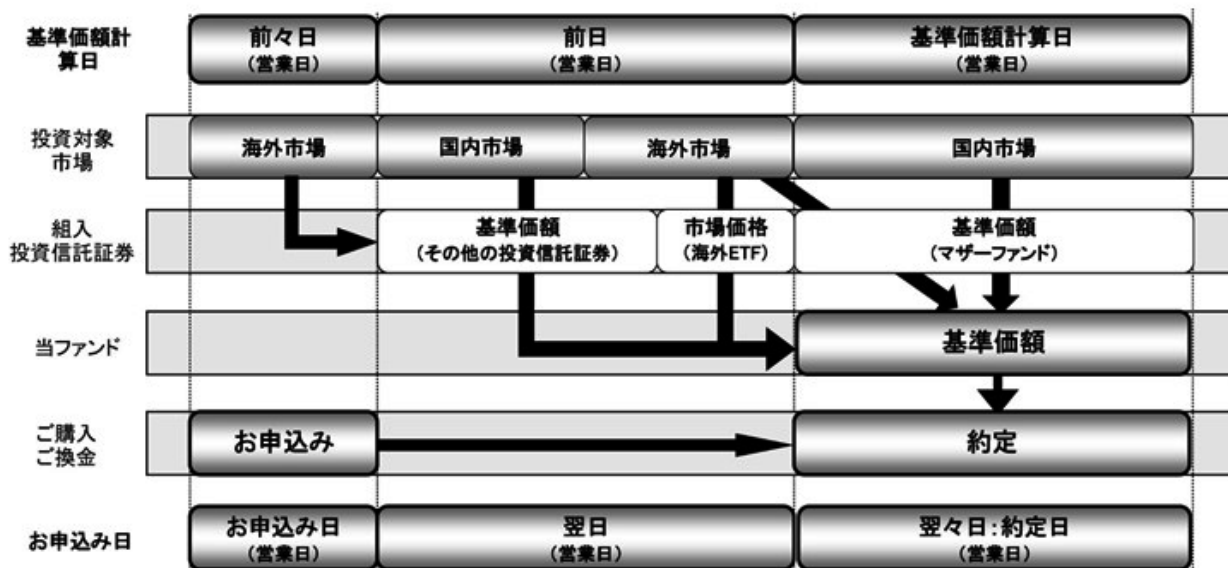 基準価額計
算日
前々日
(営業日)
前日
(営業日)
基準価額計算日
(営業日)
投資対象
市場
海外市場
国内市場
海外市場
国内市場
組入
投資信託証券
基準価額
(その他の投資信託証券)
市場価格
(海外ETF)
基準価額
(マザーファンド)
当ファンド
基準価額
ご購入
ご換金
お申込み
約定
お申込み日
お申込み日
(営業日)
翌日
(営業日)
翌々日:約定日
(営業日)